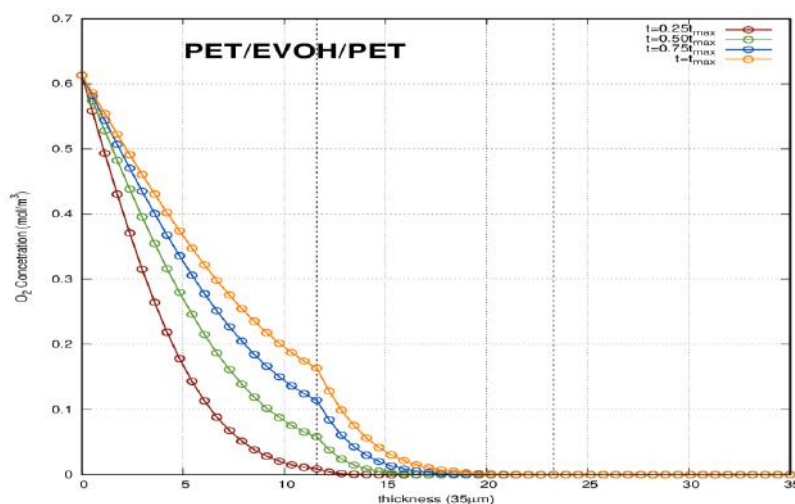 PET/EVOH/PET
t=0.25t_max
t=0.50t_max
t=0.75t_max
t=t_max
0.7
0.6
0.5
0.4
0.3
0.2
0.1
0
O₂ Concetration (mol/m³)
0 5 10 15 20 25 30 35
thickness (35μm)